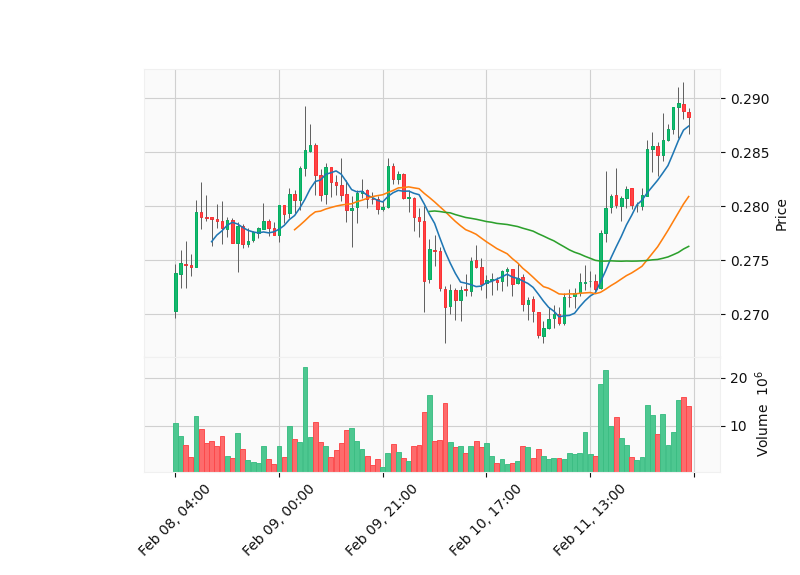 0.290
0.285
0.280
0.275
0.270
Price
20
10
Volume 10^6
Feb 08, 04:00
Feb 09, 00:00
Feb 09, 21:00
Feb 10, 17:00
Feb 11, 13:00